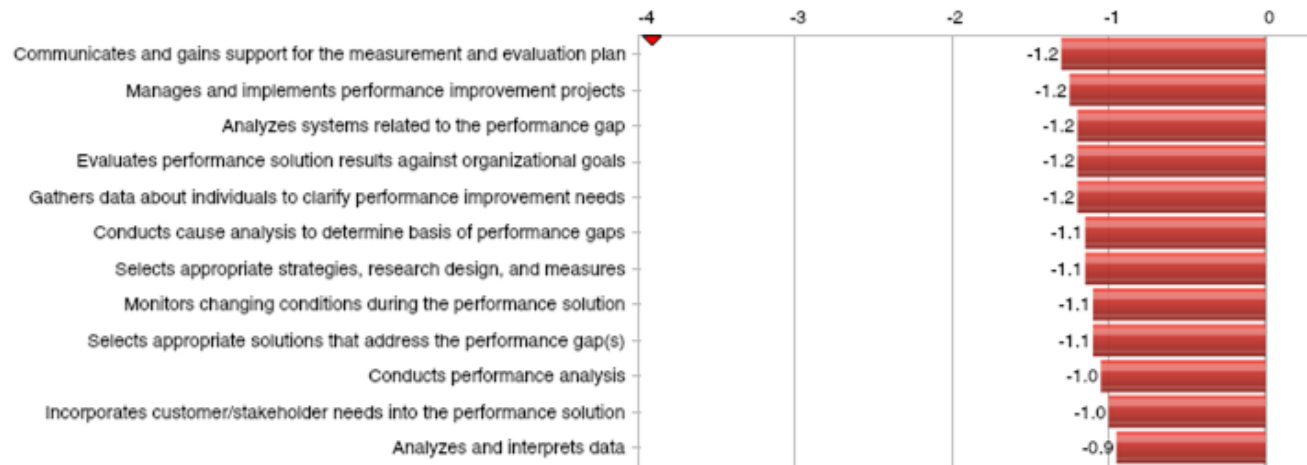 -4 -3 -2 -1 0
Communicates and gains support for the measurement and evaluation plan -1.2
Manages and implements performance improvement projects -1.2
Analyzes systems related to the performance gap -1.2
Evaluates performance solution results against organizational goals -1.2
Gathers data about individuals to clarify performance improvement needs -1.2
Conducts cause analysis to determine basis of performance gaps -1.1
Selects appropriate strategies, research design, and measures -1.1
Monitors changing conditions during the performance solution -1.1
Selects appropriate solutions that address the performance gap(s) -1.1
Conducts performance analysis -1.0
Incorporates customer/stakeholder needs into the performance solution -1.0
Analyzes and interprets data -0.9